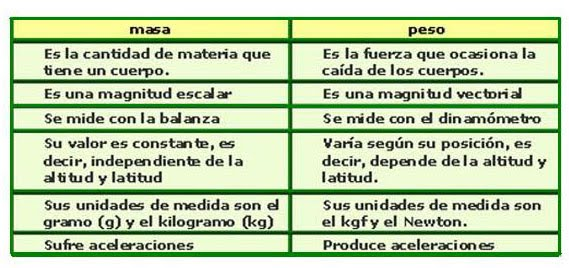 masa
peso
Es la cantidad de materia que
tiene un cuerpo.
Es la fuerza que ocasiona la
caída de los cuerpos.
Es una magnitud escalar
Es una magnitud vectorial
Se mide con la balanza
Se mide con el dinamómetro
Su valor es constante, es
decir, independiente de la
altitud y latitud
Varía según su posición, es
decir, depende de la altitud y
latitud.
Sus unidades de medida son el
gramo (g) y el kilogramo (kg)
Sus unidades de medida son
el kgf y el Newton.
Sufre aceleraciones
Produce aceleraciones